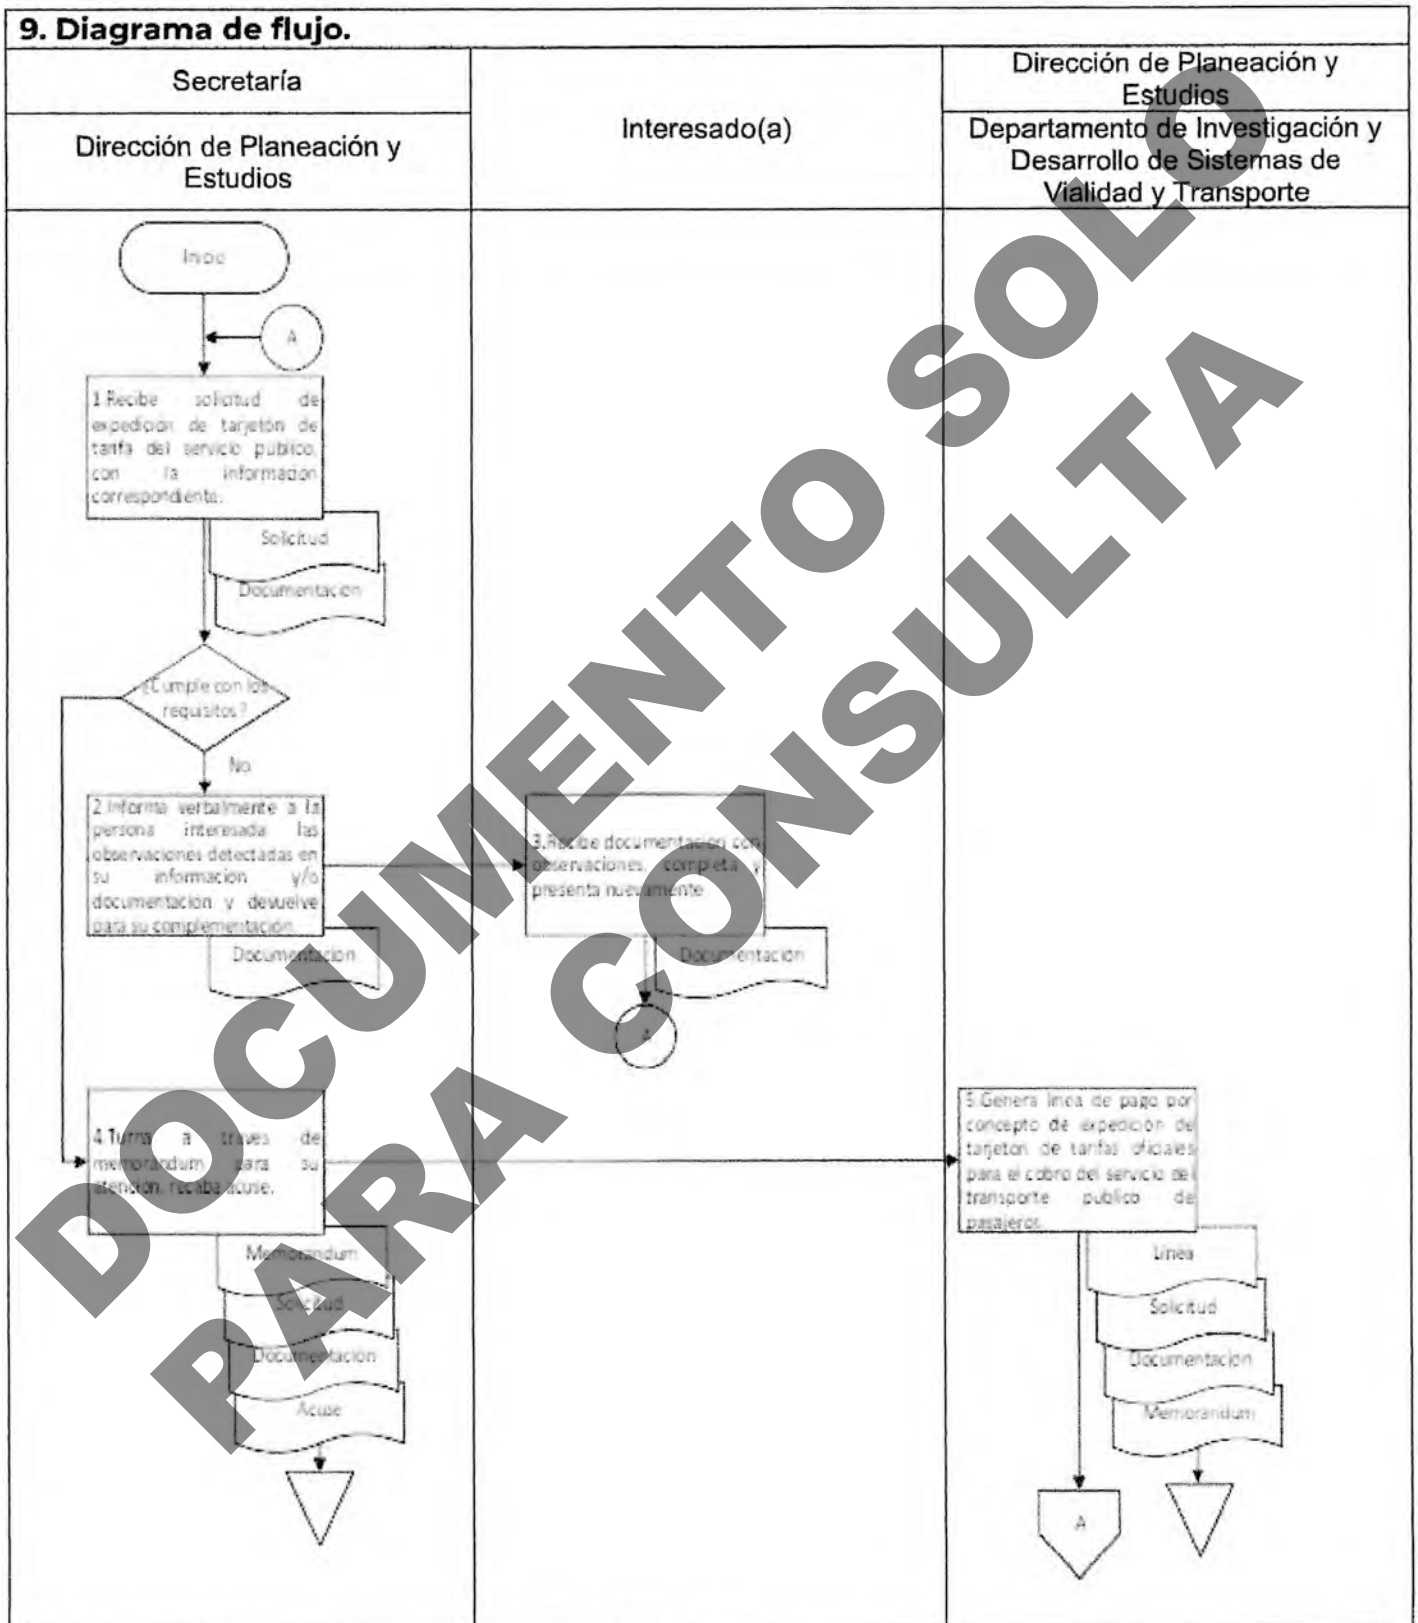 9. Diagrama de flujo.
Secretaría
Dirección de Planeación y
Estudios
Interesado(a)
Dirección de Planeación y
Estudios
Departamento de Investigación y
Desarrollo de Sistemas de
Vialidad y Transporte
Inicio
A
1.Recibe solicitud de
expedición de tarjetón de
tarifa del servicio público,
con la información
correspondiente.
Solicitud
Documentación
¿Cumple con los
requisitos?
No
2.Informa verbalmente a la
persona interesada las
observaciones detectadas en
su información y/o
documentación y devuelve
para su complementación.
Documentación
3.Recibe documentación con
observaciones, completa y
presenta nuevamente
Documentación
A
4.Turna a través de
memorándum para su
atención, recaba acuse.
Memorándum
Solicitud
Documentación
Acuse
5.Genera línea de pago por
concepto de expedición de
tarjetón de tarifas oficiales
para el cobro del servicio del
transporte público de
pasajeros
Línea
Solicitud
Documentación
Memorándum
A
DOCUMENTO SOLO
PARA CONSULTA